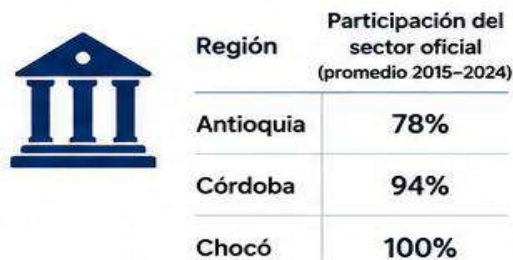 Región
Participación del
sector oficial
(promedio 2015–2024)
Antioquia 78%
Córdoba 94%
Chocó 100%